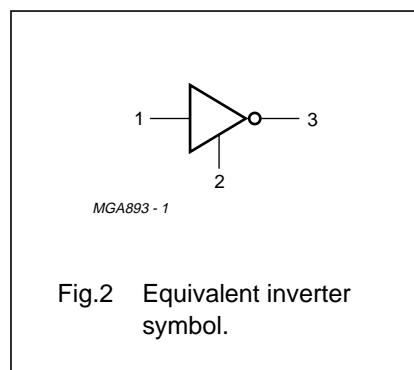 1
3
2
MGA893 - 1
Fig.2 Equivalent inverter
symbol.